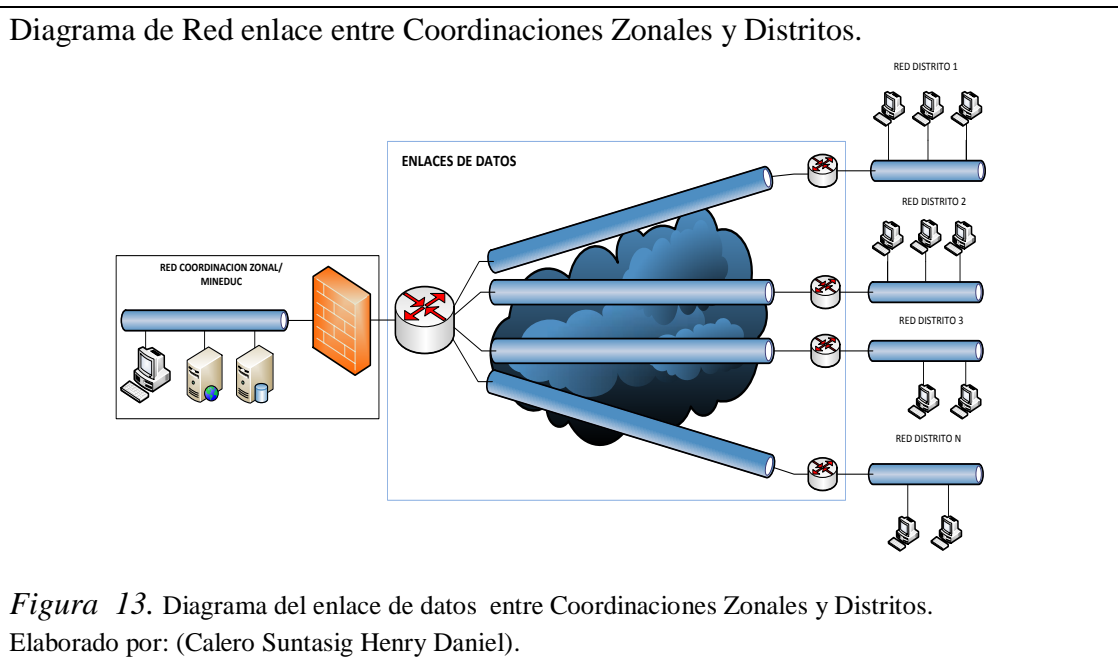 Diagrama de Red enlace entre Coordinaciones Zonales y Distritos.
RED DISTRITO 1
ENLACES DE DATOS
RED DISTRITO 2
RED COORDINACION ZONAL/
MINEDUC
RED DISTRITO 3
RED DISTRITO N
Figura 13. Diagrama del enlace de datos entre Coordinaciones Zonales y Distritos.
Elaborado por: (Calero Suntasig Henry Daniel).